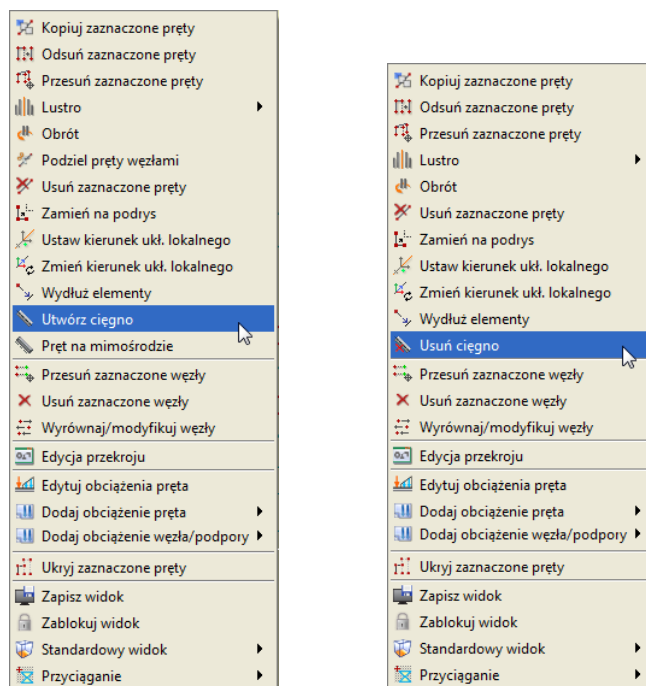 Kopiuj zaznaczone pręty
Odsuń zaznaczone pręty
Przesuń zaznaczone pręty
Lustro
Obrót
Podziel pręty węzłami
Usuń zaznaczone pręty
Zamień na podrys
Ustaw kierunek ukł. lokalnego
Zmień kierunek ukł. lokalnego
Wydłuż elementy
Utwórz cięgno
Pręt na mimośrodzie
Przesuń zaznaczone węzły
Usuń zaznaczone węzły
Wyrównaj/modyfikuj węzły
Edycja przekroju
Edytuj obciążenia pręta
Dodaj obciążenie pręta
Dodaj obciążenie węzła/podpory
Ukryj zaznaczone pręty
Zapisz widok
Zablokuj widok
Standardowy widok
Przyciąganie
Kopiuj zaznaczone pręty
Odsuń zaznaczone pręty
Przesuń zaznaczone pręty
Lustro
Obrót
Usuń zaznaczone pręty
Zamień na podrys
Ustaw kierunek ukł. lokalnego
Zmień kierunek ukł. lokalnego
Wydłuż elementy
Usuń cięgno
Przesuń zaznaczone węzły
Usuń zaznaczone węzły
Wyrównaj/modyfikuj węzły
Edycja przekroju
Edytuj obciążenia pręta
Dodaj obciążenie pręta
Dodaj obciążenie węzła/podpory
Ukryj zaznaczone pręty
Zapisz widok
Zablokuj widok
Standardowy widok
Przyciąganie